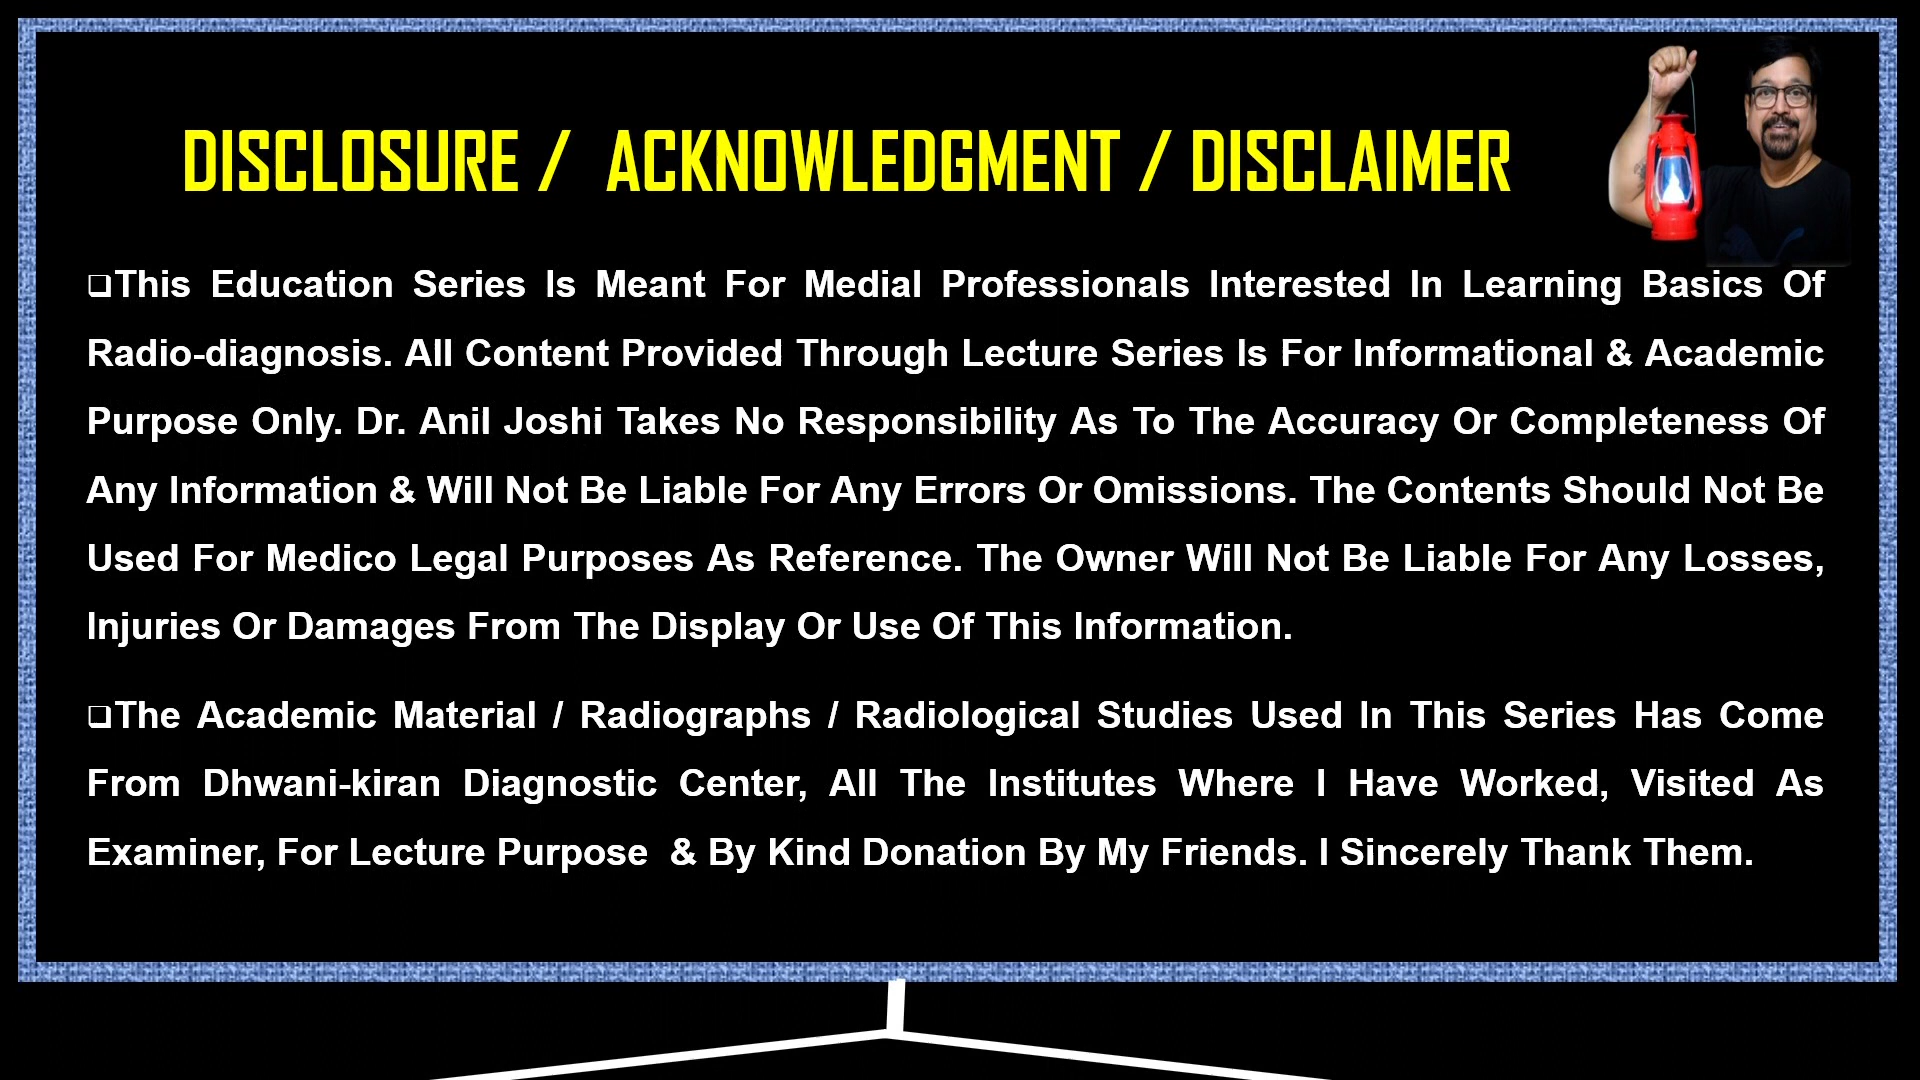 DISCLOSURE / ACKNOWLEDGMENT / DISCLAIMER
❑This Education Series Is Meant For Medial Professionals Interested In Learning Basics Of
Radio-diagnosis. All Content Provided Through Lecture Series Is For Informational & Academic
Purpose Only. Dr. Anil Joshi Takes No Responsibility As To The Accuracy Or Completeness Of
Any Information & Will Not Be Liable For Any Errors Or Omissions. The Contents Should Not Be
Used For Medico Legal Purposes As Reference. The Owner Will Not Be Liable For Any Losses,
Injuries Or Damages From The Display Or Use Of This Information.
❑The Academic Material / Radiographs / Radiological Studies Used In This Series Has Come
From Dhwani-kiran Diagnostic Center, All The Institutes Where I Have Worked, Visited As
Examiner, For Lecture Purpose & By Kind Donation By My Friends. I Sincerely Thank Them.